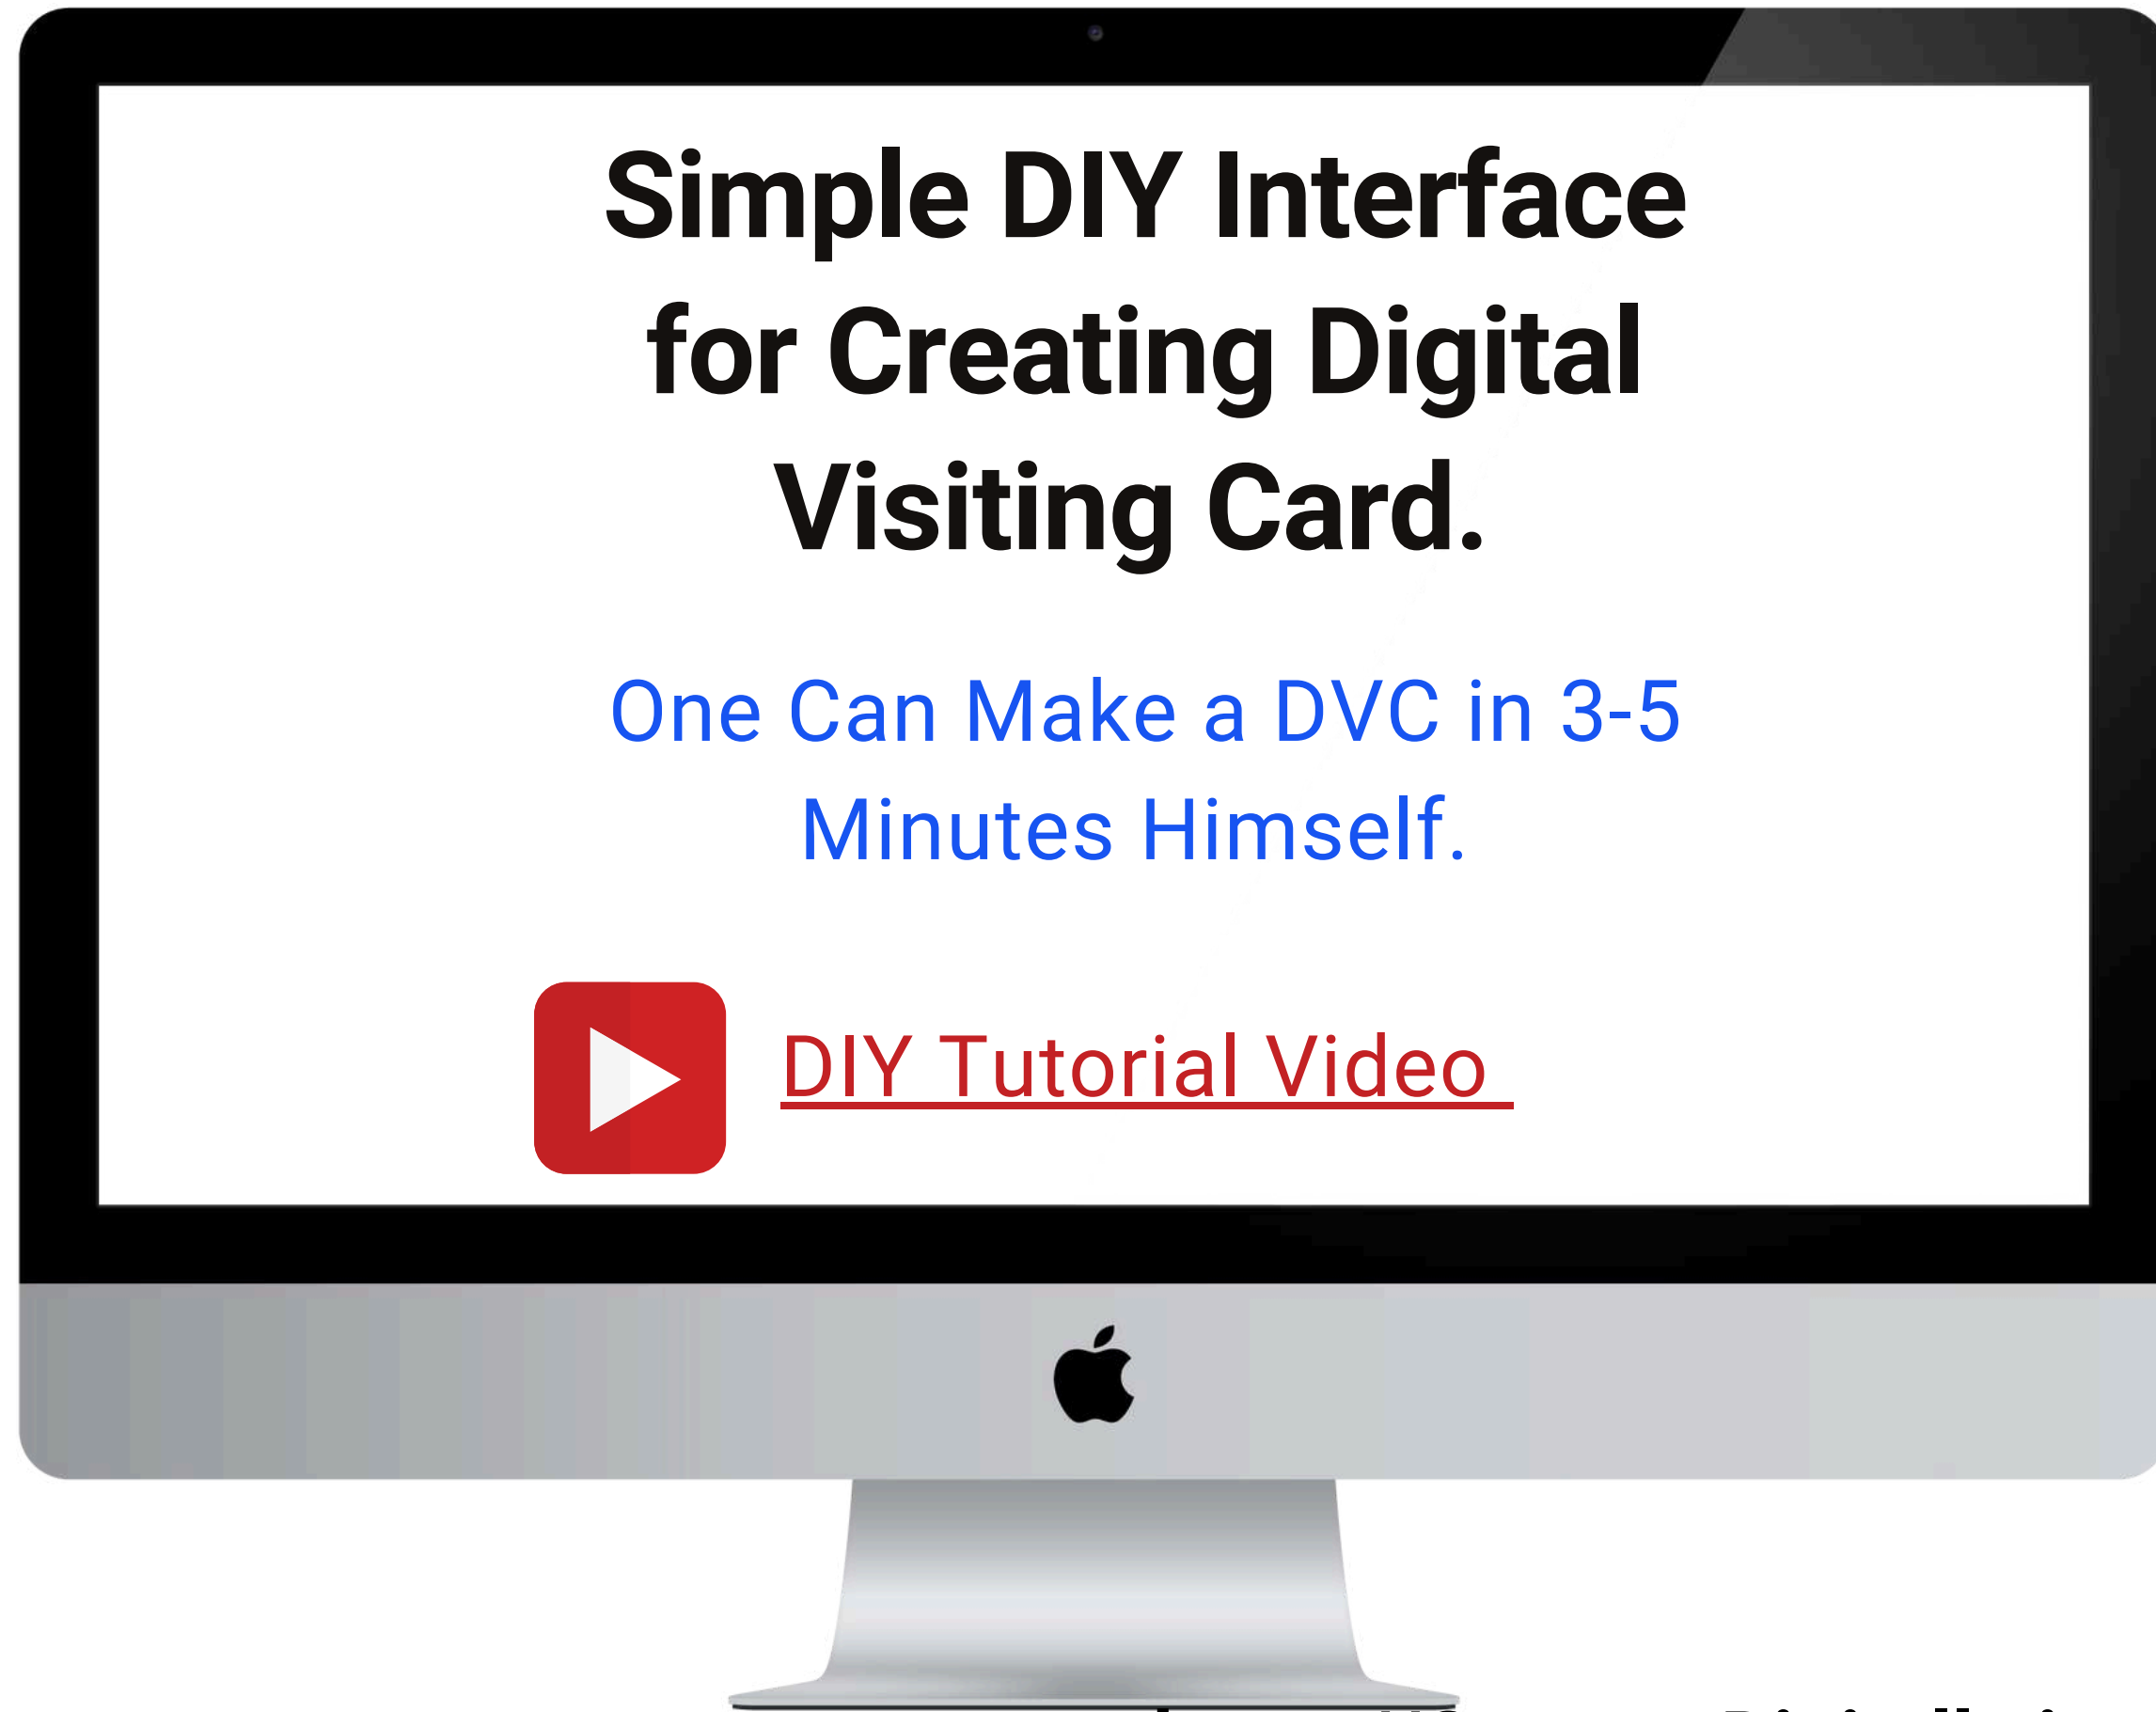 Simple DIY Interface
for Creating Digital
Visiting Card.
One Can Make a DVC in 3-5
Minutes Himself.
DIY Tutorial Video